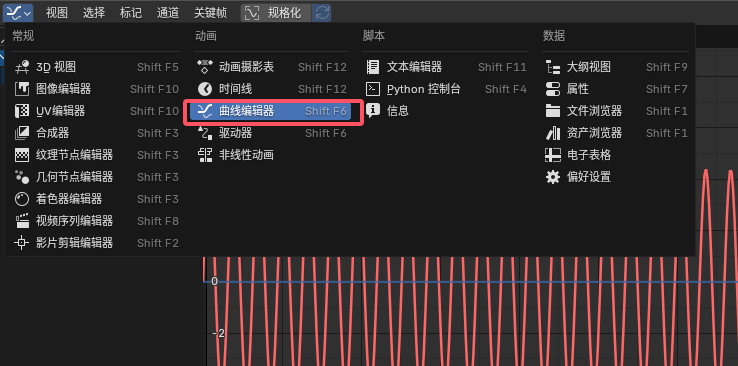 视图 选择 标记 通道 关键帧 规格化
常规 动画 脚本 数据
3D 视图 Shift F5 动画摄影表 Shift F12 文本编辑器 Shift F11 大纲视图 Shift F9
图像编辑器 Shift F10 时间线 Shift F12 Python 控制台 Shift F4 属性 Shift F7
UV编辑器 Shift F10 曲线编辑器 Shift F6 信息 文件浏览器 Shift F1
合成器 Shift F3 驱动器 Shift F6 资产浏览器 Shift F1
纹理节点编辑器 Shift F3 非线性动画 电子表格
几何节点编辑器 Shift F3 偏好设置
着色器编辑器 Shift F3
视频序列编辑器 Shift F8
影片剪辑编辑器 Shift F2
0
-2